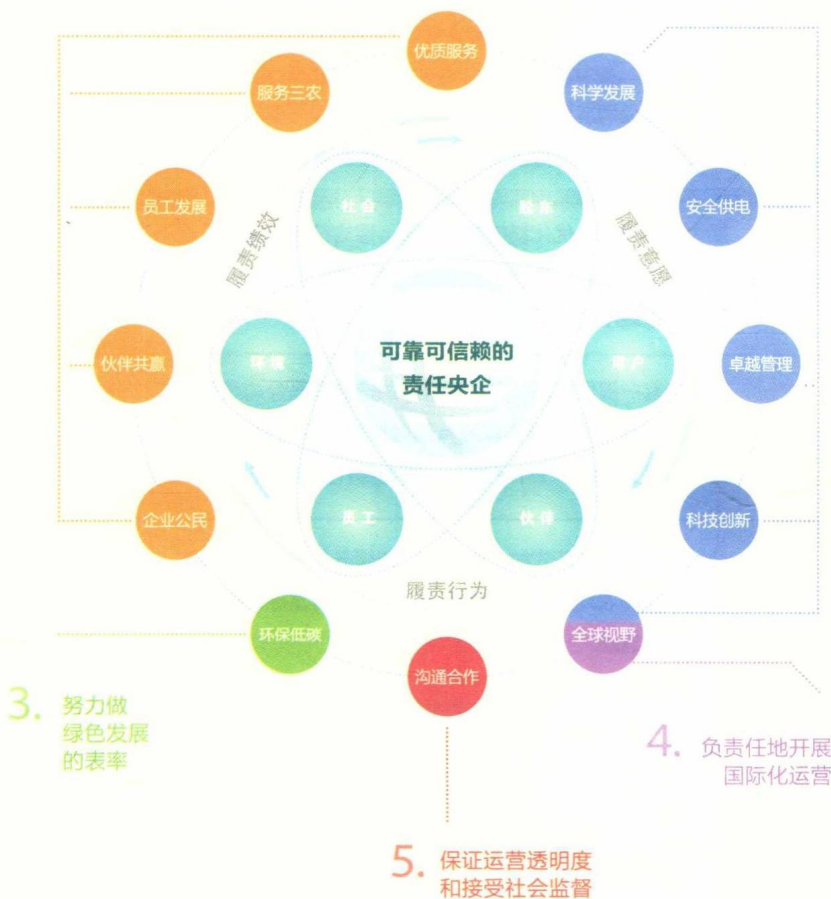 优质服务
服务三农
科学发展
员工发展
社会
股东
安全供电
履责绩效
履责意愿
伙伴共赢
环境
可靠可信赖的
责任央企
卓越管理
企业公民
员工
伙伴
科技创新
履责行为
环保低碳
全球视野
沟通合作
3. 努力做
绿色发展
的表率
4. 负责任地开展
国际化运营
5. 保证运营透明度
和接受社会监督